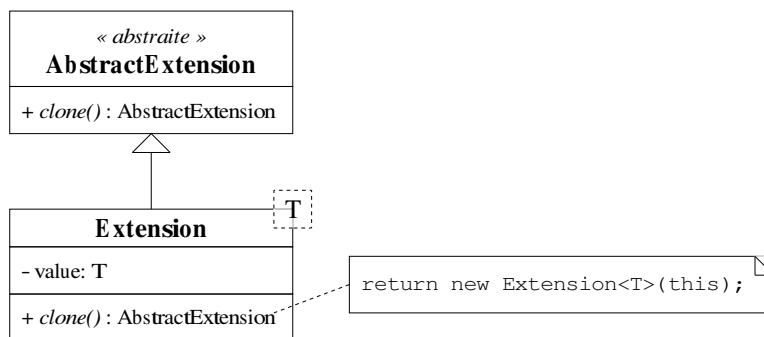 « abstraite »
AbstractExtension
+ clone() : AbstractExtension
T
Extension
- value: T
+ clone() : AbstractExtension
return new Extension<T>(this);